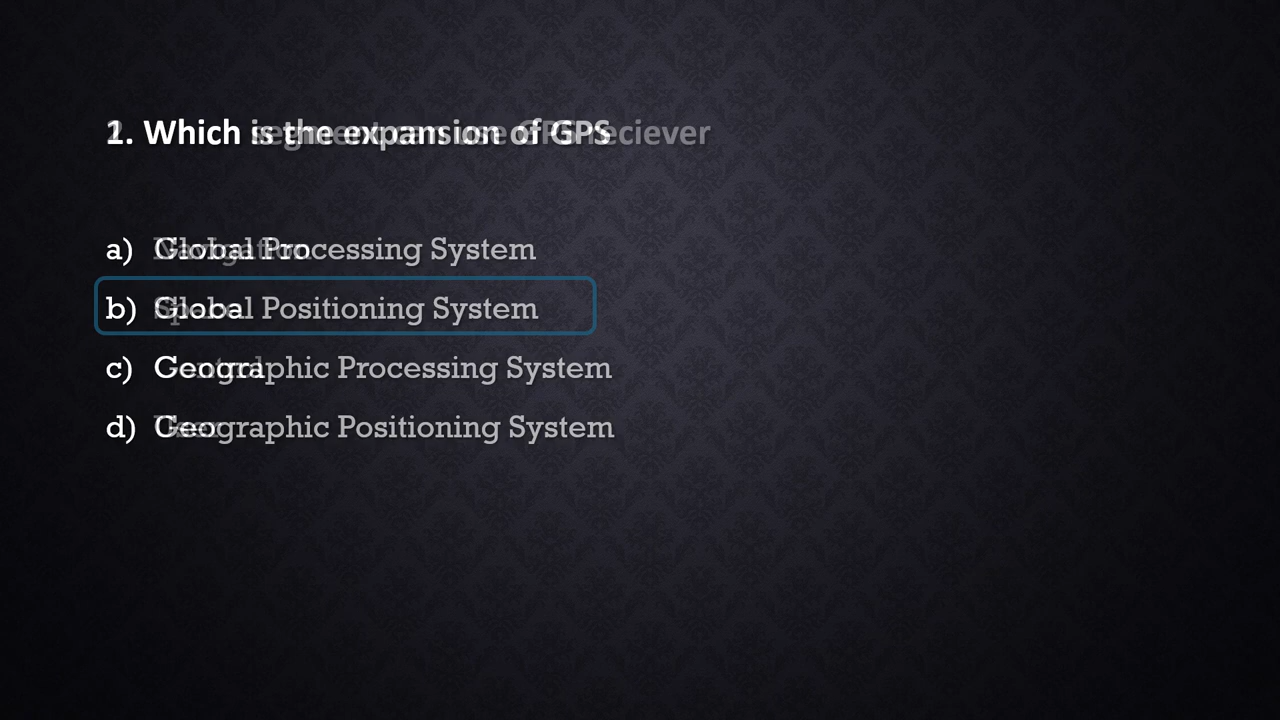 1. Which is the expansion of GPS
a) Global Processing System
b) Global Positioning System
c) Geographic Processing System
d) Geographic Positioning System